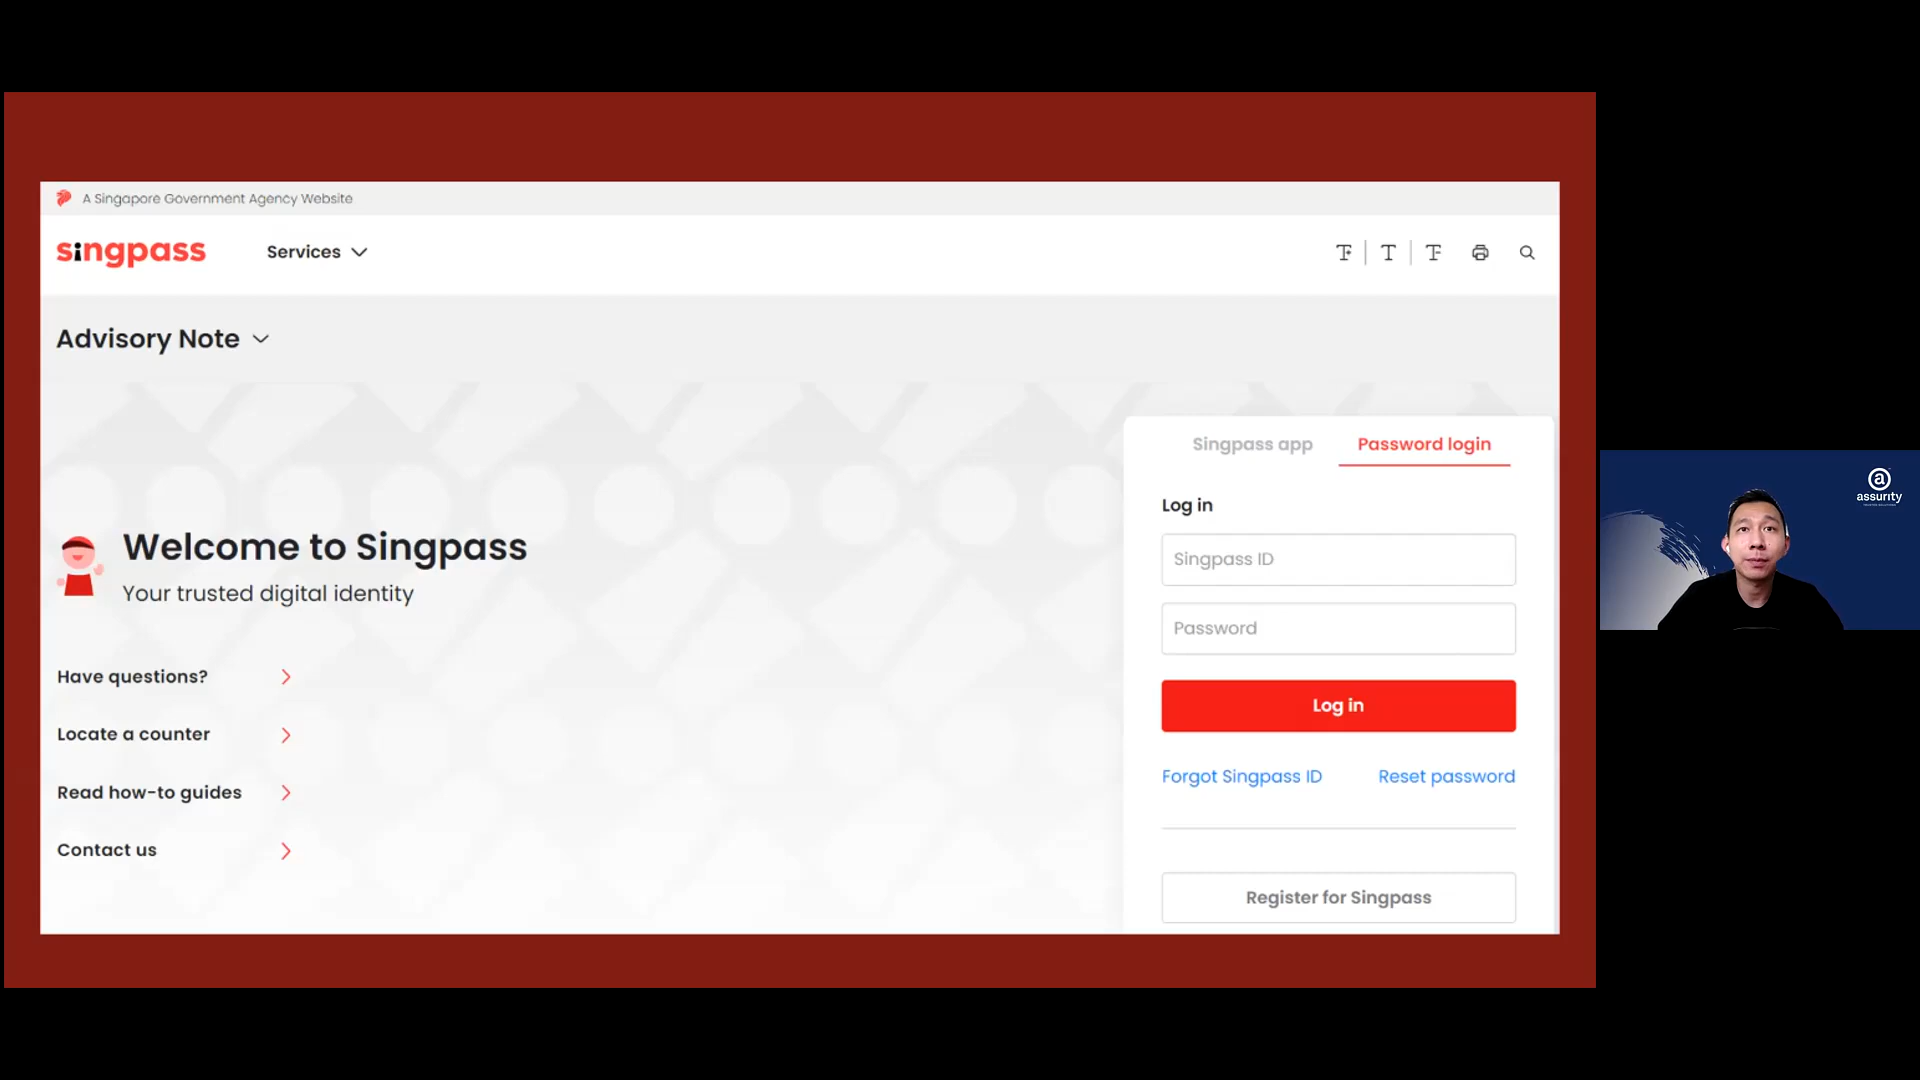 A Singapore Government Agency Website
singpass
Services
Advisory Note
Singpass app
Password login
Log in
Singpass ID
Password
Log in
Forgot Singpass ID
Reset password
Register for Singpass
Welcome to Singpass
Your trusted digital identity
Have questions?
Locate a counter
Read how-to guides
Contact us
assurity